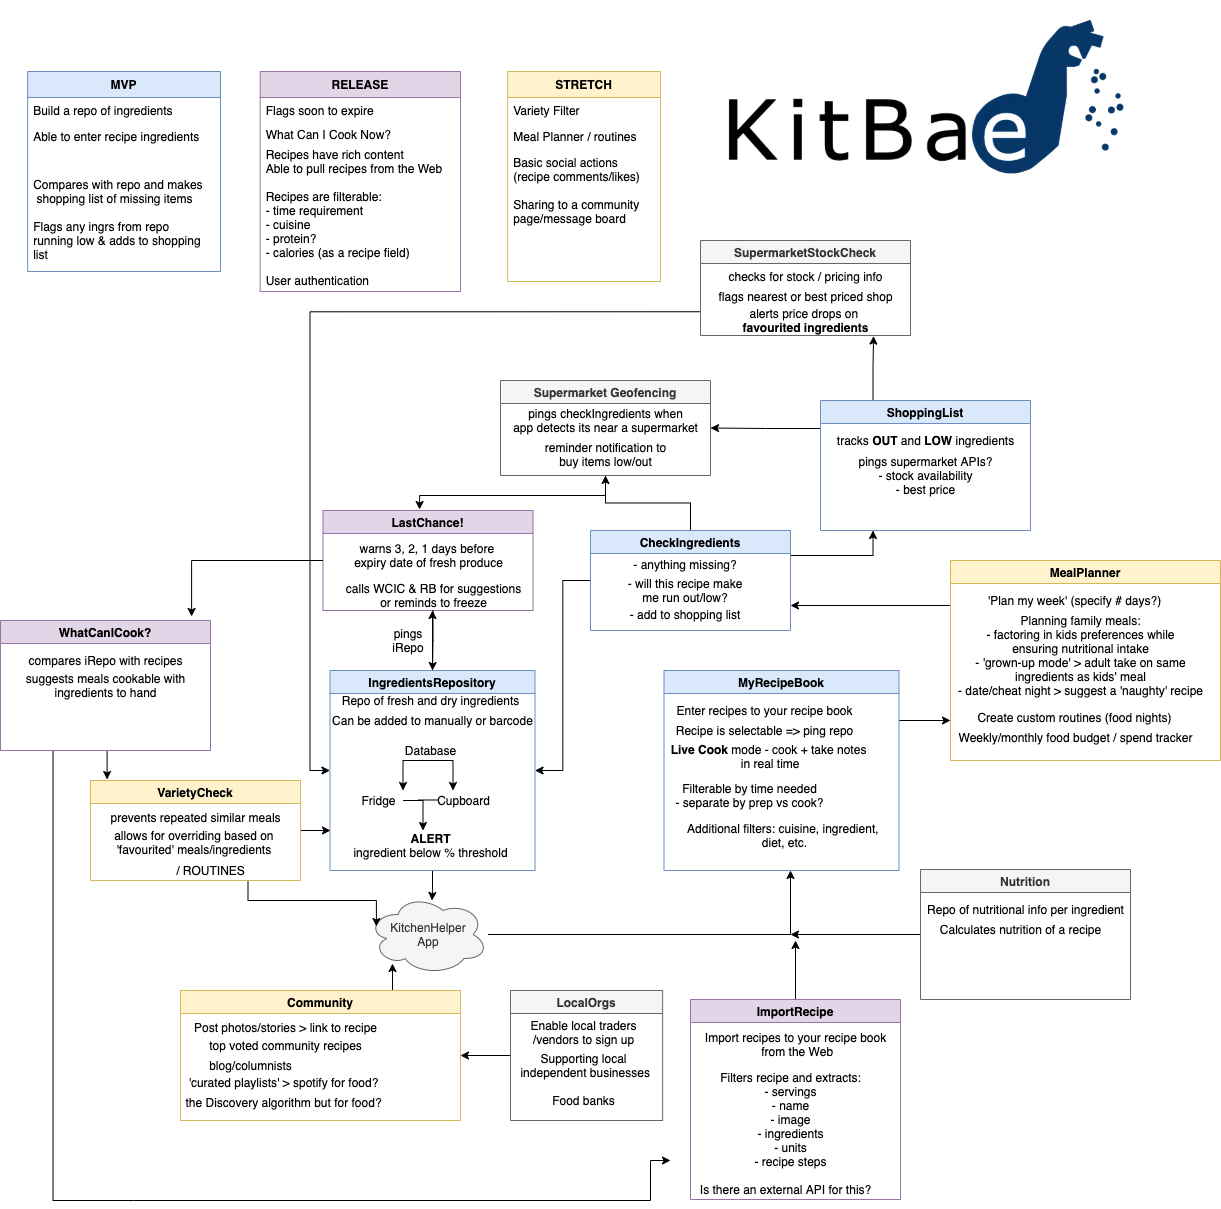 MVP
Build a repo of ingredients
Able to enter recipe ingredients
Compares with repo and makes
shopping list of missing items
Flags any ingrs from repo
running low & adds to shopping
list
RELEASE
Flags soon to expire
What Can I Cook Now?
Recipes have rich content
Able to pull recipes from the Web
Recipes are filterable:
- time requirement
- cuisine
- protein?
- calories (as a recipe field)
User authentication
STRETCH
Variety Filter
Meal Planner / routines
Basic social actions
(recipe comments/likes)
Sharing to a community
page/message board
KitBae
SupermarketStockCheck
checks for stock / pricing info
flags nearest or best priced shop
alerts price drops on
favourited ingredients
Supermarket Geofencing
pings checkIngredients when
app detects its near a supermarket
reminder notification to
buy items low/out
ShoppingList
tracks OUT and LOW ingredients
pings supermarket APIs?
- stock availability
- best price
LastChance!
warns 3, 2, 1 days before
expiry date of fresh produce
calls WCIC & RB for suggestions
or reminds to freeze
CheckIngredients
- anything missing?
- will this recipe make
me run out/low?
- add to shopping list
MealPlanner
'Plan my week' (specify # days?)
Planning family meals:
- factoring in kids preferences while
ensuring nutritional intake
- 'grown-up mode' > adult take on same
ingredients as kids' meal
- date/cheat night > suggest a 'naughty' recipe
Create custom routines (food nights)
Weekly/monthly food budget / spend tracker
WhatCanICook?
compares iRepo with recipes
suggests meals cookable with
ingredients to hand
pings
iRepo
IngredientsRepository
Repo of fresh and dry ingredients
Can be added to manually or barcode
Database
Fridge
Cupboard
ALERT
ingredient below % threshold
MyRecipeBook
Enter recipes to your recipe book
Recipe is selectable => ping repo
Live Cook mode - cook + take notes
in real time
Filterable by time needed
- separate by prep vs cook?
Additional filters: cuisine, ingredient,
diet, etc.
VarietyCheck
prevents repeated similar meals
allows for overriding based on
'favourited' meals/ingredients
/ ROUTINES
KitchenHelper
App
Nutrition
Repo of nutritional info per ingredient
Calculates nutrition of a recipe
Community
Post photos/stories > link to recipe
top voted community recipes
blog/columnists
'curated playlists' > spotify for food?
the Discovery algorithm but for food?
LocalOrgs
Enable local traders
/vendors to sign up
Supporting local
independent businesses
Food banks
ImportRecipe
Import recipes to your recipe book
from the Web
Filters recipe and extracts:
- servings
- name
- image
- ingredients
- units
- recipe steps
Is there an external API for this?